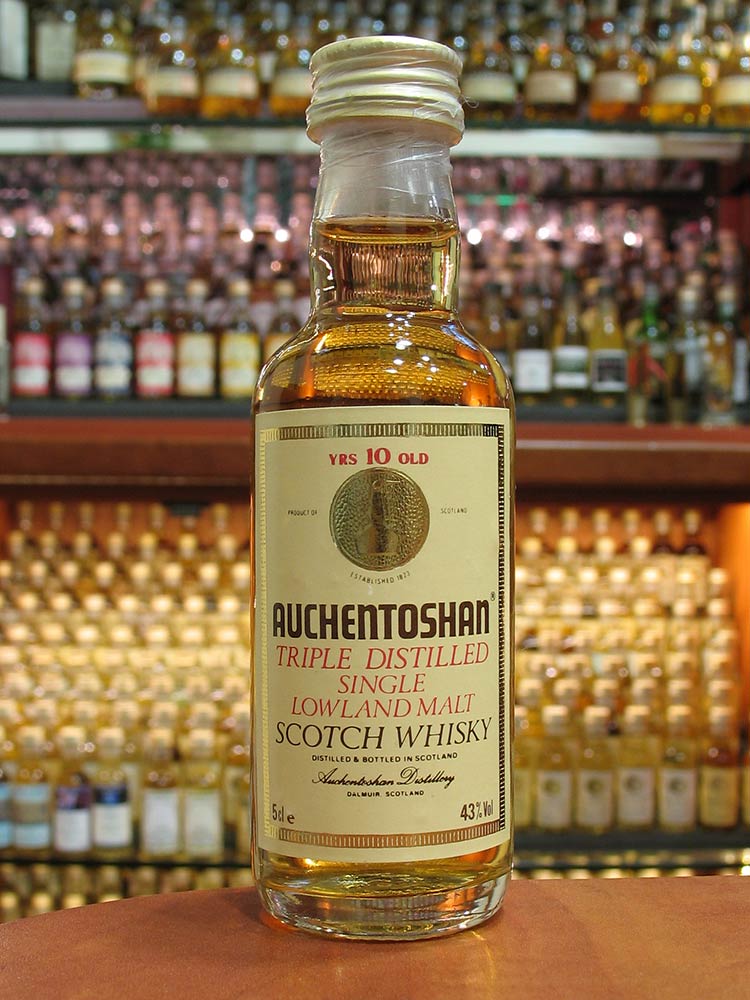 YRS 10 OLD
PRODUCT OF SCOTLAND
ESTABLISHED 1823
AUCHENTOSHAN®
TRIPLE DISTILLED
SINGLE
LOWLAND MALT
SCOTCH WHISKY
DISTILLED & BOTTLED IN SCOTLAND
Auchentoshan Distillery
DALMUIR, SCOTLAND
5cl e 43% Vol